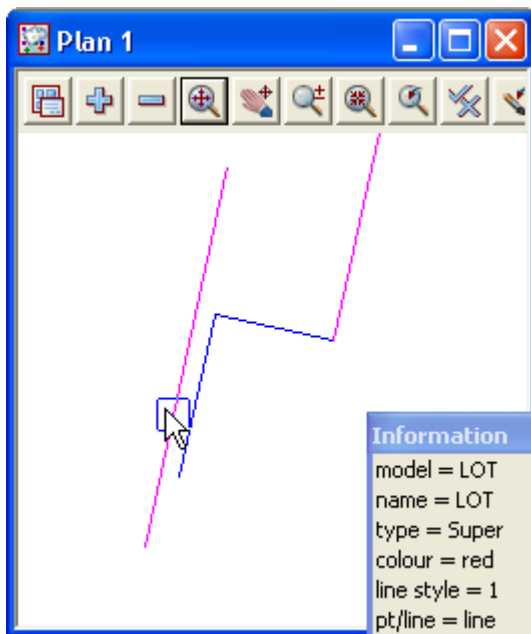 Plan 1
Information
model = LOT
name = LOT
type = Super
colour = red
line style = 1
pt/line = line